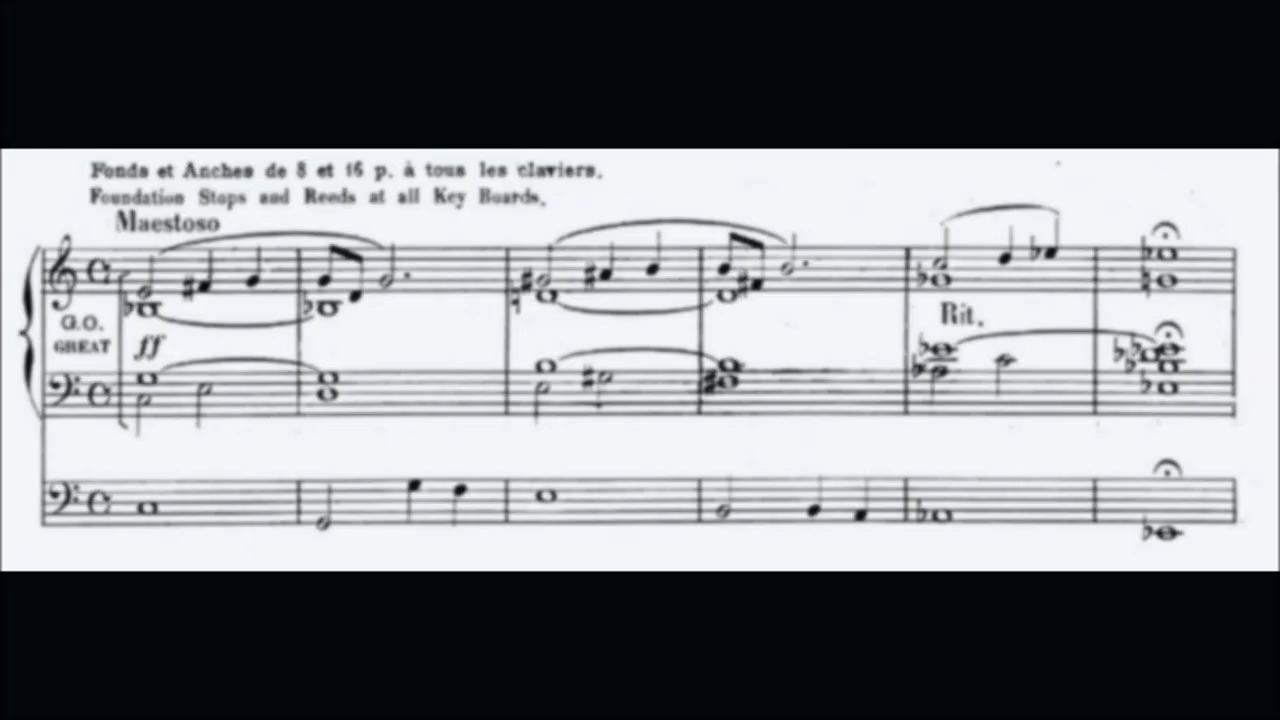 Fonds et Anches de 8 et 16 p. à tous les claviers.
Foundation Stops and Reeds at all Key Boards.
Maestoso
G.O.
GREAT
ff
Rit.